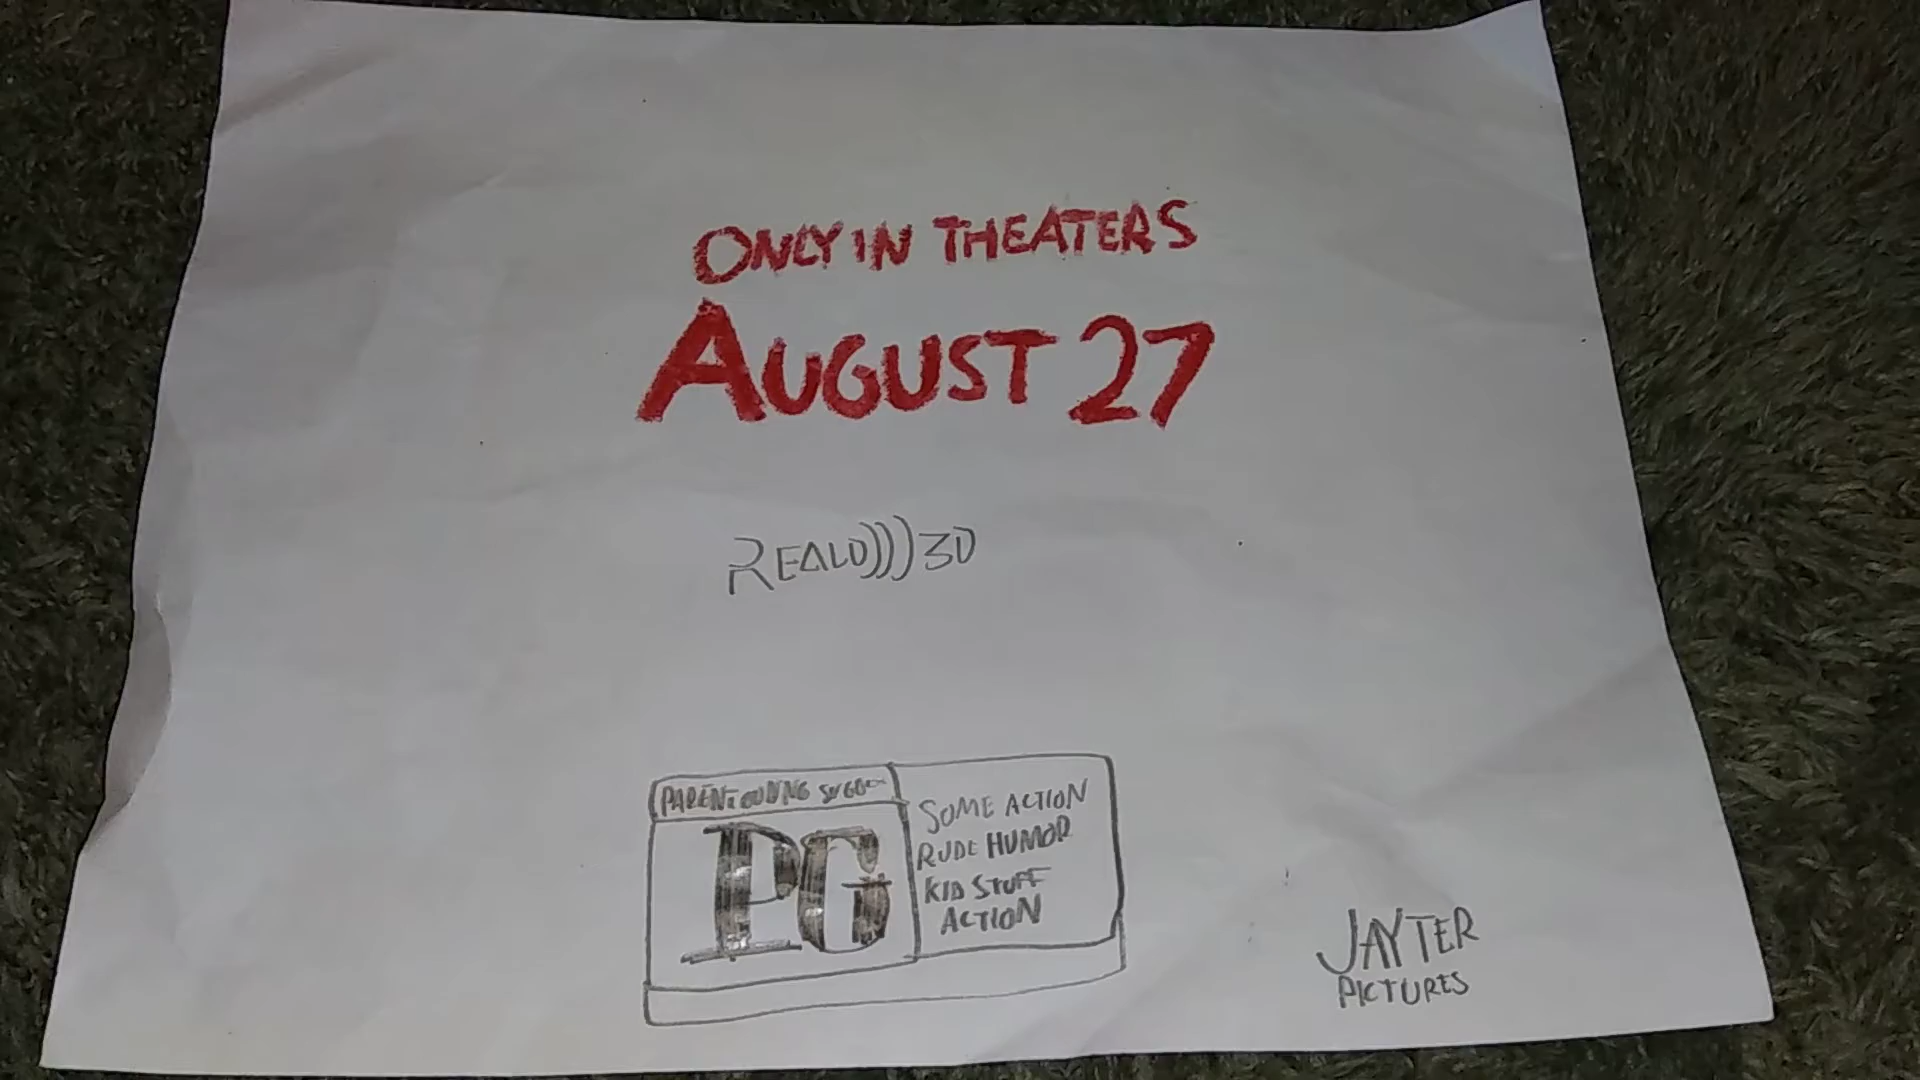 ONLY IN THEATERS
AUGUST 27
REALD)))3D
PG
SOME ACTION
RUDE HUMOR
KID STUFF
ACTION
JAYTER
PICTURES